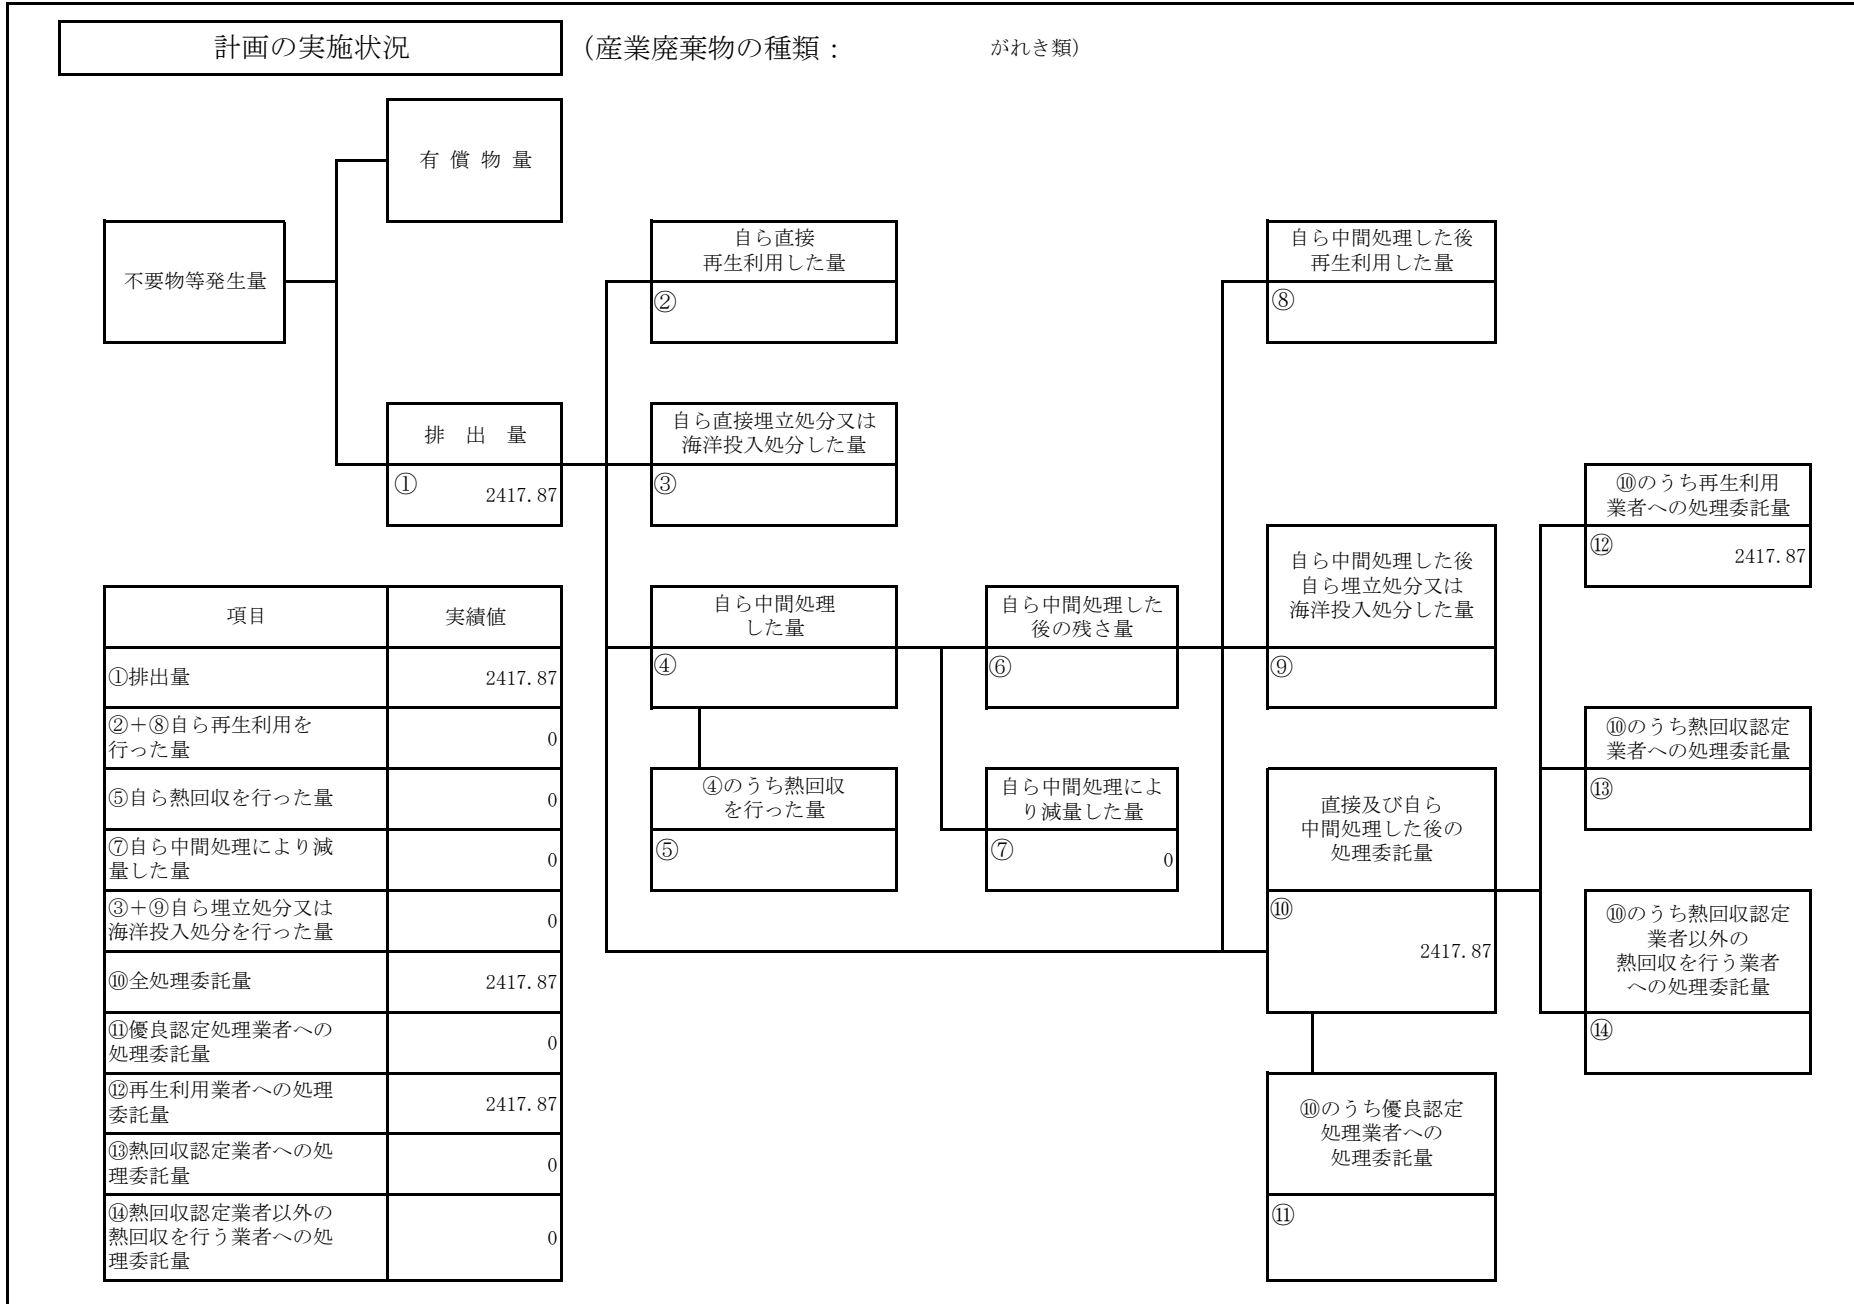 計画の実施状況
(産業廃棄物の種類： がれき類)
有 償 物 量
不要物等発生量
自ら直接
再生利用した量
②
自ら中間処理した後
再生利用した量
⑧
排 出 量
① 2417.87
自ら直接埋立処分又は
海洋投入処分した量
③
⑩のうち再生利用
業者への処理委託量
⑫ 2417.87
自ら中間処理
した量
④
自ら中間処理した
後の残さ量
⑥
自ら中間処理した後
自ら埋立処分又は
海洋投入処分した量
⑨
⑩のうち熱回収認定
業者への処理委託量
⑬
④のうち熱回収
を行った量
⑤
自ら中間処理によ
り減量した量
⑦ 0
直接及び自ら
中間処理した後の
処理委託量
⑩
2417.87
⑩のうち熱回収認定
業者以外の
熱回収を行う業者
への処理委託量
⑭
⑩のうち優良認定
処理業者への
処理委託量
⑪
項目 実績値
①排出量 2417.87
②＋⑧自ら再生利用を
行った量 0
⑤自ら熱回収を行った量 0
⑦自ら中間処理により減
量した量 0
③＋⑨自ら埋立処分又は
海洋投入処分を行った量 0
⑩全処理委託量 2417.87
⑪優良認定処理業者への
処理委託量 0
⑫再生利用業者への処理
委託量 2417.87
⑬熱回収認定業者への処
理委託量 0
⑭熱回収認定業者以外の
熱回収を行う業者への処
理委託量 0